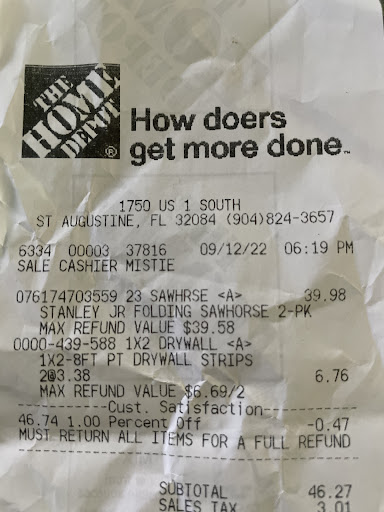 THE
HOME
DEPOT
®
How doers
get more done™
1750 US 1 SOUTH
ST AUGUSTINE, FL 32084 (904)824-3657
6334 00003 37816 09/12/22 06:19 PM
SALE CASHIER MISTIE
076174703559 23 SAWHRSE <A> 39.98
STANLEY JR FOLDING SAWHORSE 2-PK
MAX REFUND VALUE $39.58
0000-439-588 1X2 DRYWALL <A>
1X2-8FT PT DRYWALL STRIPS
2@3.38 6.76
MAX REFUND VALUE $6.69/2
------------Cust. Satisfaction------------
46.74 1.00 Percent Off -0.47
MUST RETURN ALL ITEMS FOR A FULL REFUND
------------------------------------------
SUBTOTAL 46.27
SALES TAX 3.01